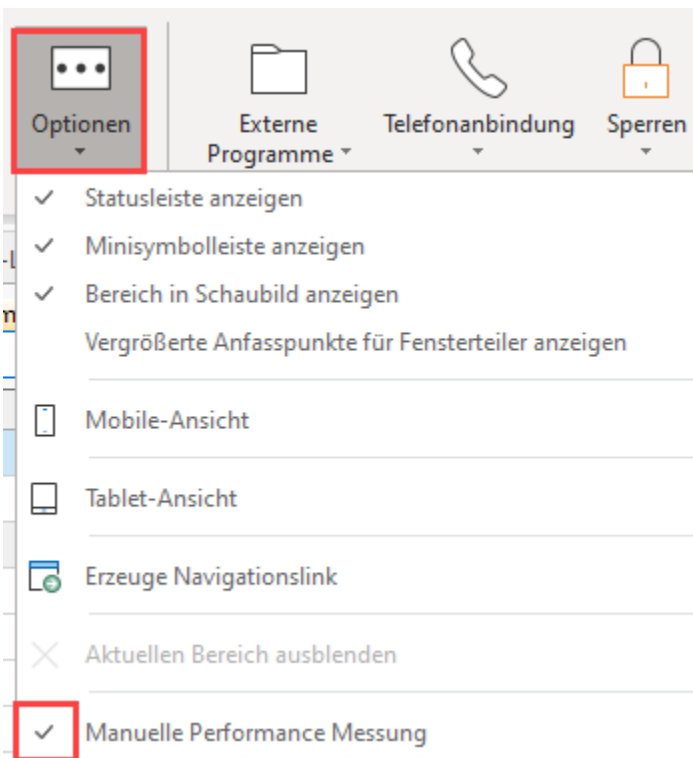 Optionen
Externe
Programme
Telefonanbindung
Sperren
Statusleiste anzeigen
Minisymbolleiste anzeigen
Bereich in Schaubild anzeigen
Vergrößerte Anfasspunkte für Fensterteiler anzeigen
Mobile-Ansicht
Tablet-Ansicht
Erzeuge Navigationslink
Aktuellen Bereich ausblenden
Manuelle Performance Messung